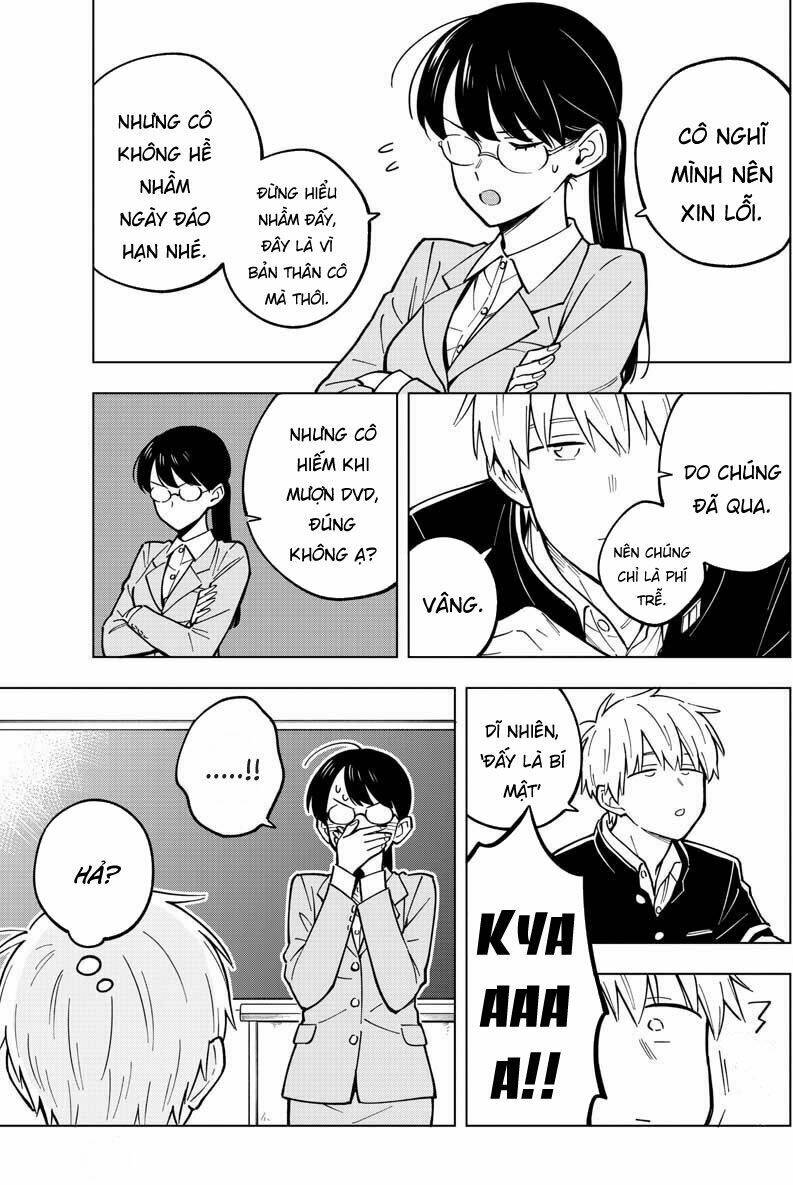 CÔ NGHĨ
MÌNH NÊN
XIN LỖI.
ĐỪNG HIỂU
NHẦM ĐẤY,
ĐÂY LÀ VÌ
BẢN THÂN CÔ
MÀ THÔI.
NHƯNG CÔ
KHÔNG HỀ
NHẦM
NGÀY ĐÁO
HẠN NHÉ.
DO CHÚNG
ĐÃ QUA.
NÊN CHÚNG
CHỈ LÀ PHÍ
TRỄ.
VÂNG.
NHƯNG CÔ
HIẾM KHI
MƯỢN DVD,
ĐÚNG
KHÔNG Ạ?
DĨ NHIÊN,
'ĐẤY LÀ BÍ
MẬT'
KYA
AAA
A
A!!
.....!!
HẢ?